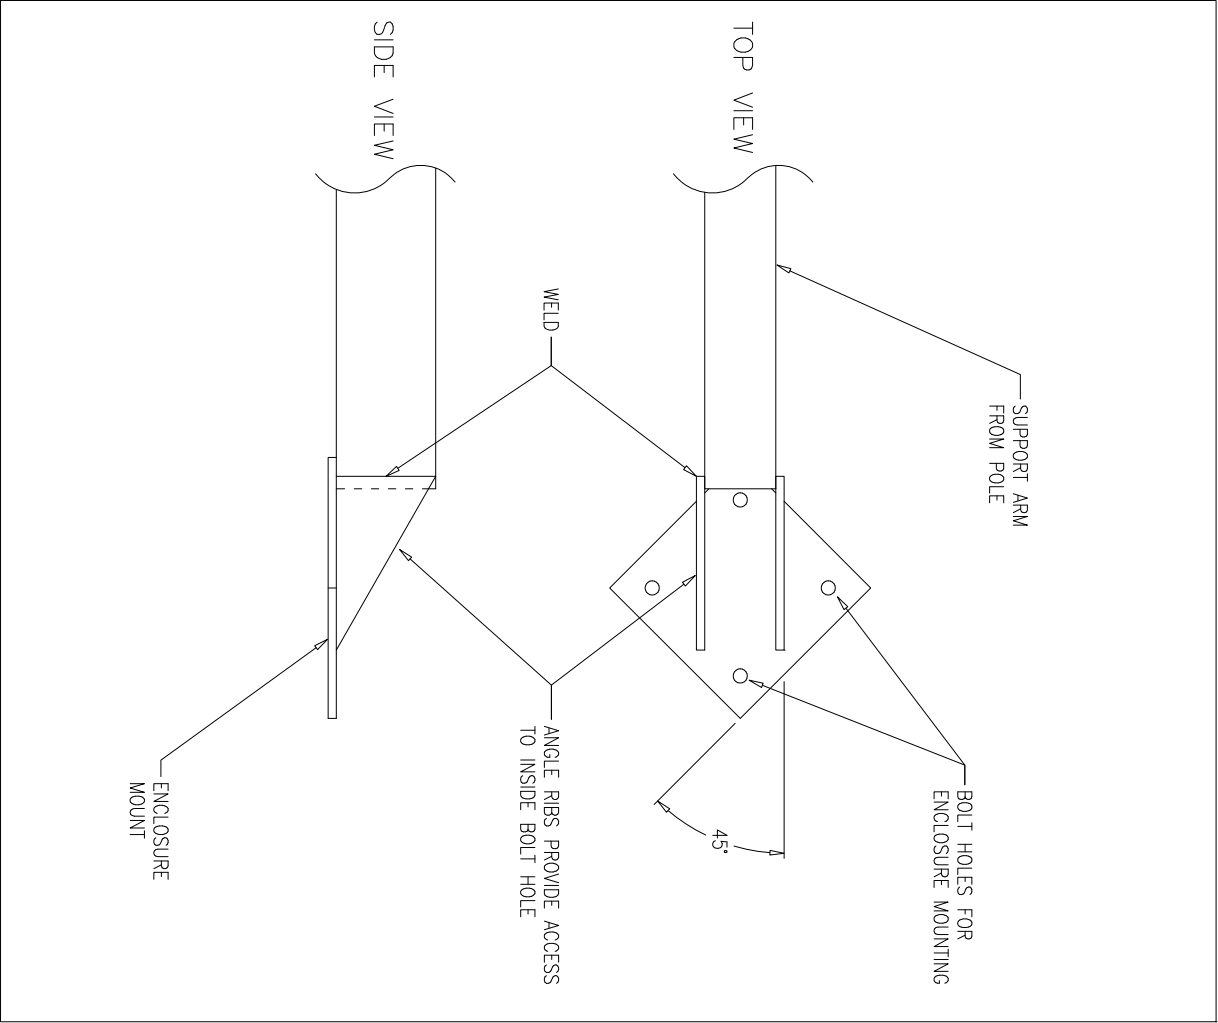 SUPPORT ARM
FROM POLE
BOLT HOLES FOR
ENCLOSURE MOUNTING
TOP VIEW
45°
WELD
ANGLE RIBS PROVIDE ACCESS
TO INSIDE BOLT HOLE
SIDE VIEW
ENCLOSURE
MOUNT